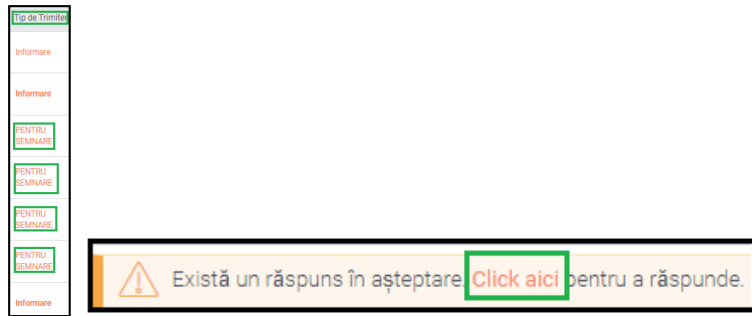 Tip de Trimiter
Informare
Informare
PENTRU
SEMNARE
PENTRU
SEMNARE
PENTRU
SEMNARE
PENTRU
SEMNARE
Informare
Există un răspuns în așteptare. Click aici pentru a răspunde.